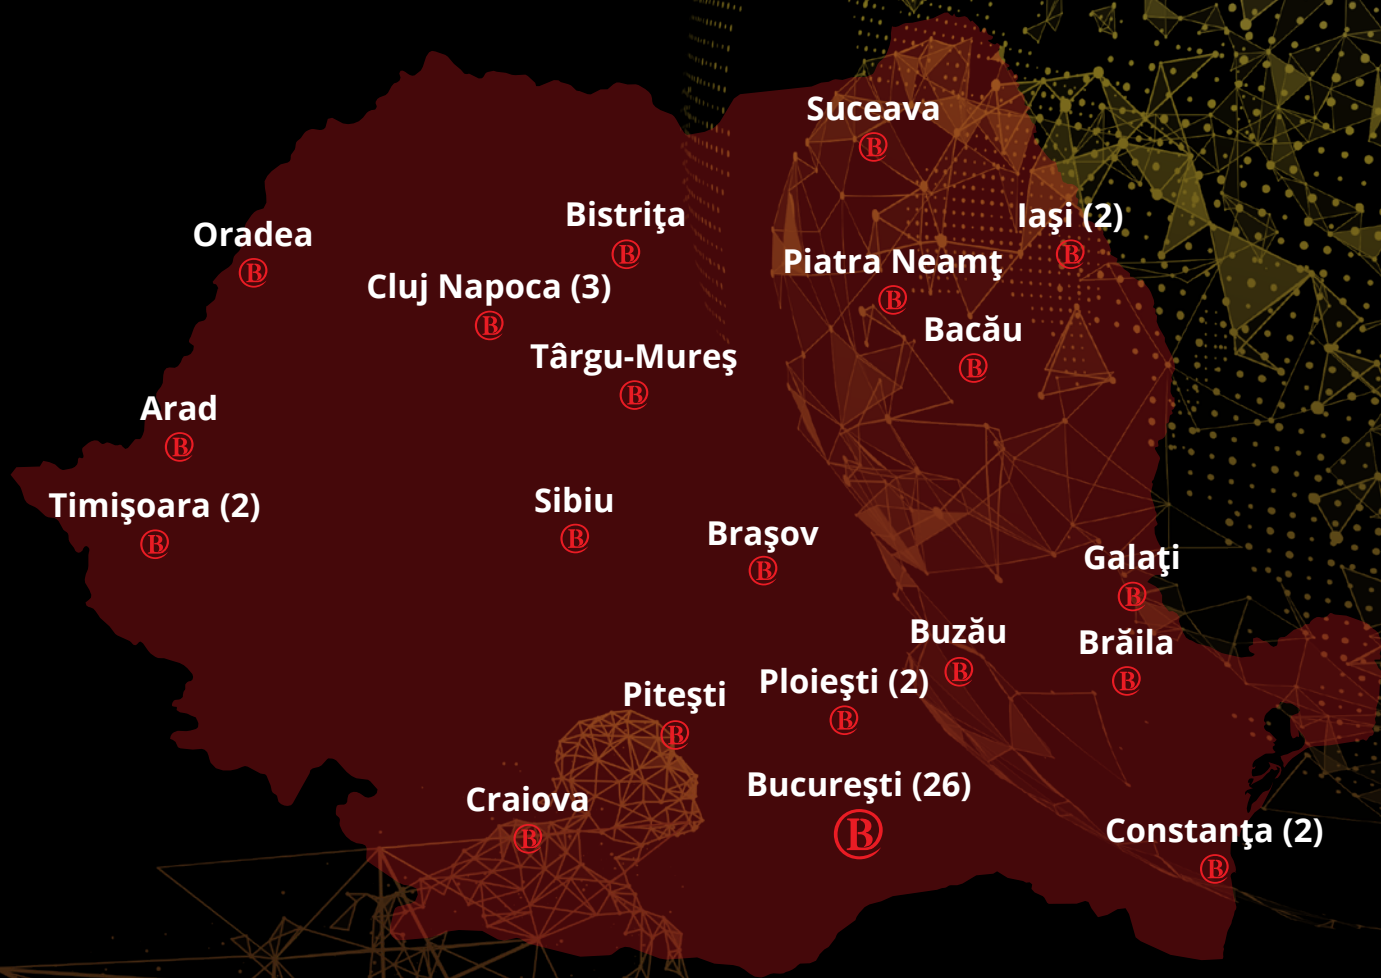 Suceava
B
Bistriţa
B
Iaşi (2)
B
Oradea
B
Piatra Neamţ
B
Cluj Napoca (3)
B
Bacău
B
Târgu-Mureş
B
Arad
B
Timişoara (2)
B
Sibiu
B
Braşov
B
Galaţi
B
Buzău
B
Brăila
B
Ploieşti (2)
B
Piteşti
B
Bucureşti (26)
B
Craiova
B
Constanţa (2)
B